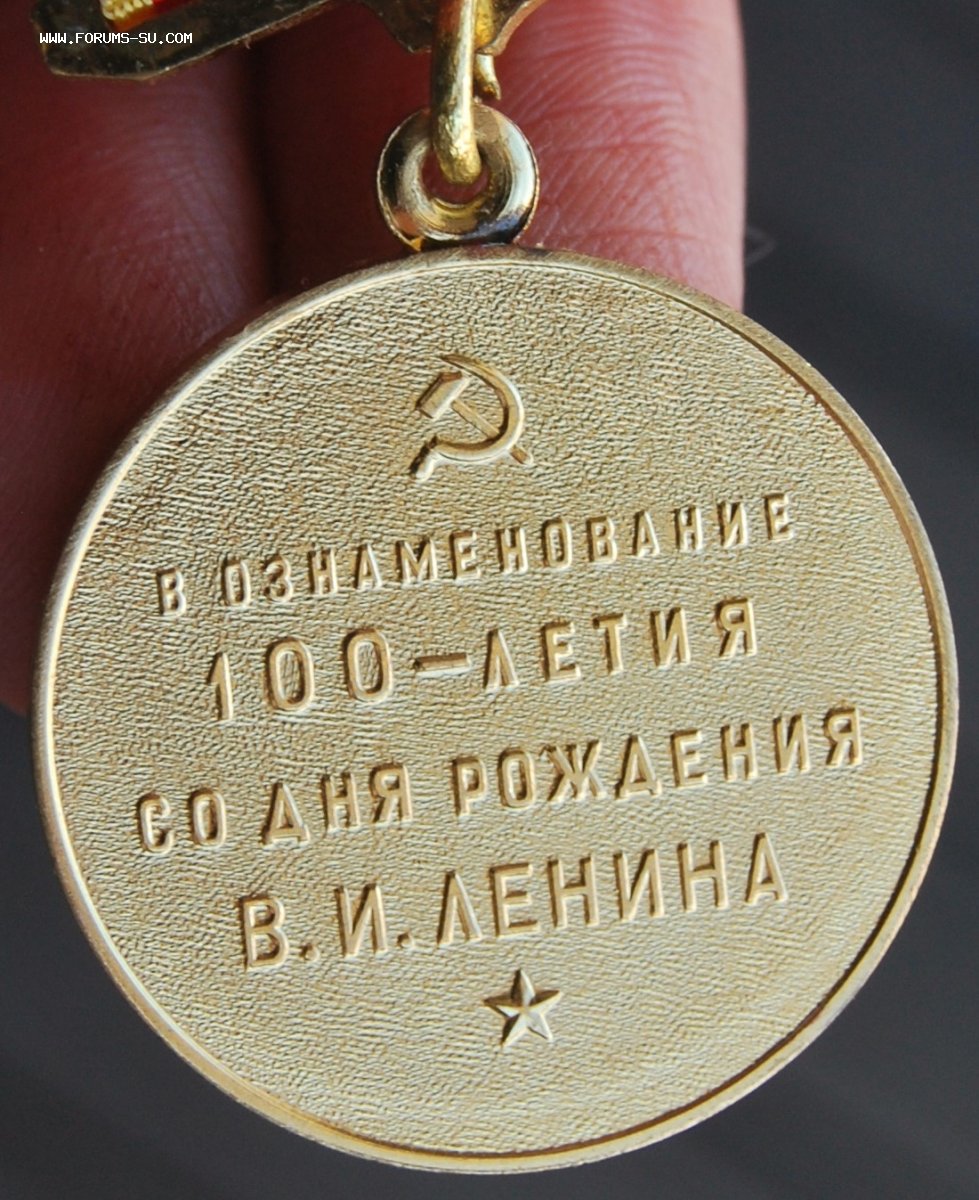 WWW.FORUMS-SU.COM
В ОЗНАМЕНОВАНИЕ
100-ЛЕТИЯ
СО ДНЯ РОЖДЕНИЯ
В.И.ЛЕНИНА